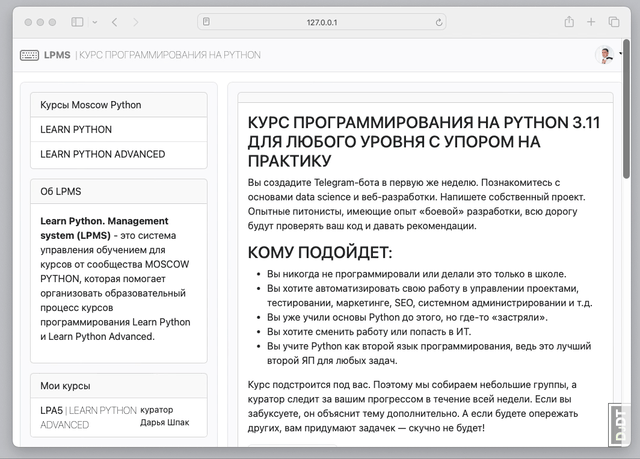 127.0.0.1
LPMS | КУРС ПРОГРАММИРОВАНИЯ НА PYTHON
Курсы Moscow Python
LEARN PYTHON
LEARN PYTHON ADVANCED
Об LPMS
Learn Python. Management
system (LPMS) - это система
управления обучением для
курсов от сообщества MOSCOW
PYTHON, которая помогает
организовать образовательный
процесс курсов
программирования Learn Python
и Learn Python Advanced.
Мои курсы
LPA5 | LEARN PYTHON
ADVANCED
куратор
Дарья Шпак
КУРС ПРОГРАММИРОВАНИЯ НА PYTHON 3.11
ДЛЯ ЛЮБОГО УРОВНЯ С УПОРОМ НА
ПРАКТИКУ
Вы создадите Telegram-бота в первую же неделю. Познакомитесь с
основами data science и веб-разработки. Напишете собственный проект.
Опытные питонисты, имеющие опыт «боевой» разработки, всю дорогу
будут проверять ваш код и давать рекомендации.
КОМУ ПОДОЙДЕТ:
• Вы никогда не программировали или делали это только в школе.
• Вы хотите автоматизировать свою работу в управлении проектами,
тестировании, маркетинге, SEO, системном администрировании и т.д.
• Вы уже учили основы Python до этого, но где-то «застряли».
• Вы хотите сменить работу или попасть в ИТ.
• Вы учите Python как второй язык программирования, ведь это лучший
второй ЯП для любых задач.
Курс подстроится под вас. Поэтому мы собираем небольшие группы, а
куратор следит за вашим прогрессом в течение всей недели. Если вы
забуксуете, он объяснит тему дополнительно. А если будете опережать
других, вам придумают задачек — скучно не будет!